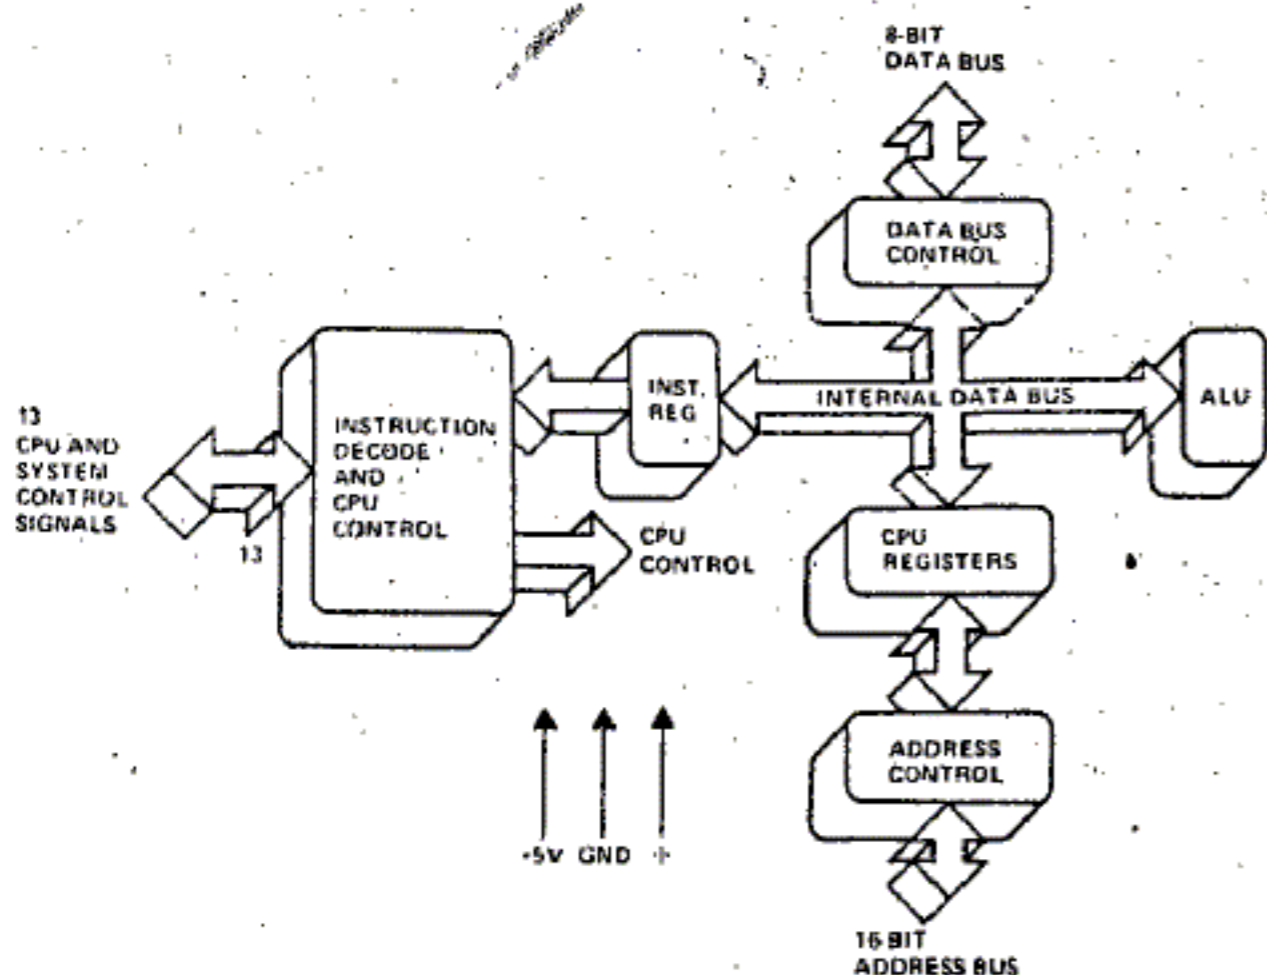 8-BIT
DATA BUS
DATA BUS
CONTROL
13
CPU AND
SYSTEM
CONTROL
SIGNALS
13
INSTRUCTION
DECODE
AND
CPU
CONTROL
INST.
REG
INTERNAL DATA BUS
ALU
CPU
CONTROL
CPU
REGISTERS
ADDRESS
CONTROL
+5V GND
16-BIT
ADDRESS BUS